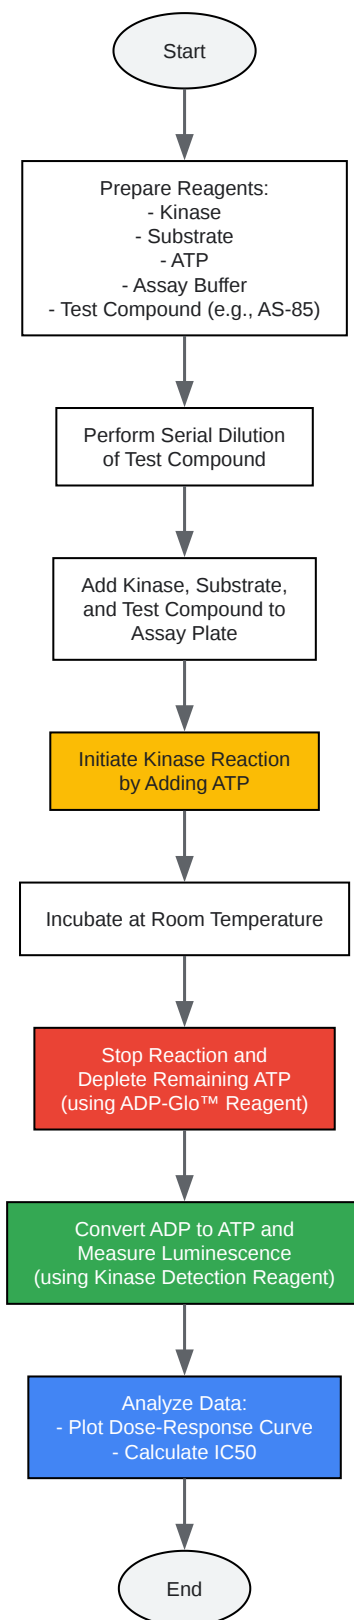 Start
Prepare Reagents:
- Kinase
- Substrate
- ATP
- Assay Buffer
- Test Compound (e.g., AS-85)
Perform Serial Dilution
of Test Compound
Add Kinase, Substrate,
and Test Compound to
Assay Plate
Initiate Kinase Reaction
by Adding ATP
Incubate at Room Temperature
Stop Reaction and
Deplete Remaining ATP
(using ADP-Glo™ Reagent)
Convert ADP to ATP and
Measure Luminescence
(using Kinase Detection Reagent)
Analyze Data:
- Plot Dose-Response Curve
- Calculate IC50
End